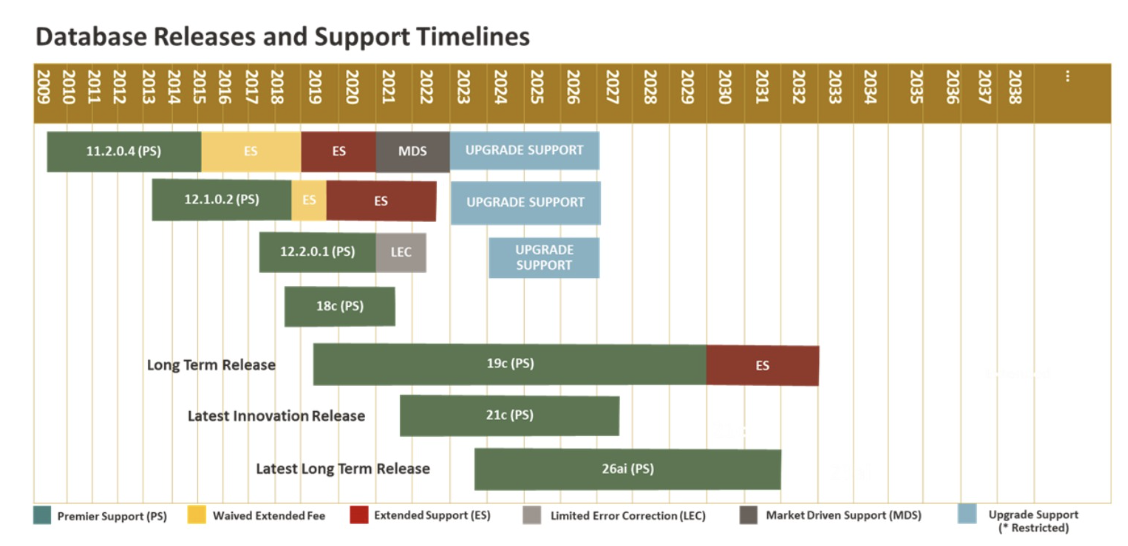 Database Releases and Support Timelines
2009 2010 2011 2012 2013 2014 2015 2016 2017 2018 2019 2020 2021 2022 2023 2024 2025 2026 2027 2028 2029 2030 2031 2032 2033 2034 2035 2036 2037 2038 ...
11.2.0.4 (PS) ES ES MDS UPGRADE SUPPORT
12.1.0.2 (PS) ES ES UPGRADE SUPPORT
12.2.0.1 (PS) LEC UPGRADE
SUPPORT
18c (PS)
Long Term Release 19c (PS) ES
Latest Innovation Release 21c (PS)
Latest Long Term Release 26ai (PS)
Premier Support (PS) Waived Extended Fee Extended Support (ES) Limited Error Correction (LEC) Market Driven Support (MDS) Upgrade Support
(* Restricted)